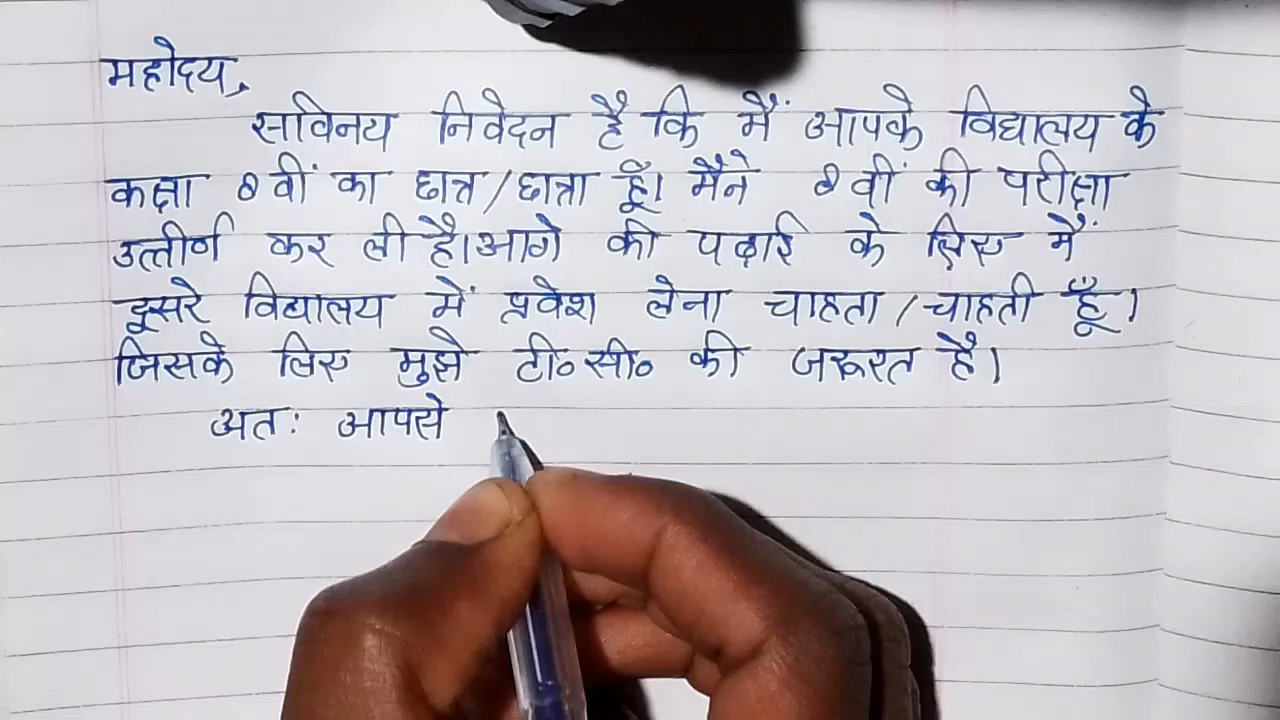 महोदय,
सविनय निवेदन है कि मैं आपके विद्यालय के
कक्षा 8वीं का छात्र/छात्रा हूँ। मैंने 8वीं की परीक्षा
उत्तीर्ण कर ली है। आगे की पढ़ाई के लिए मैं
दूसरे विद्यालय में प्रवेश लेना चाहता/चाहती हूँ।
जिसके लिए मुझे टी० सी० की जरूरत है।
अतः आपसे